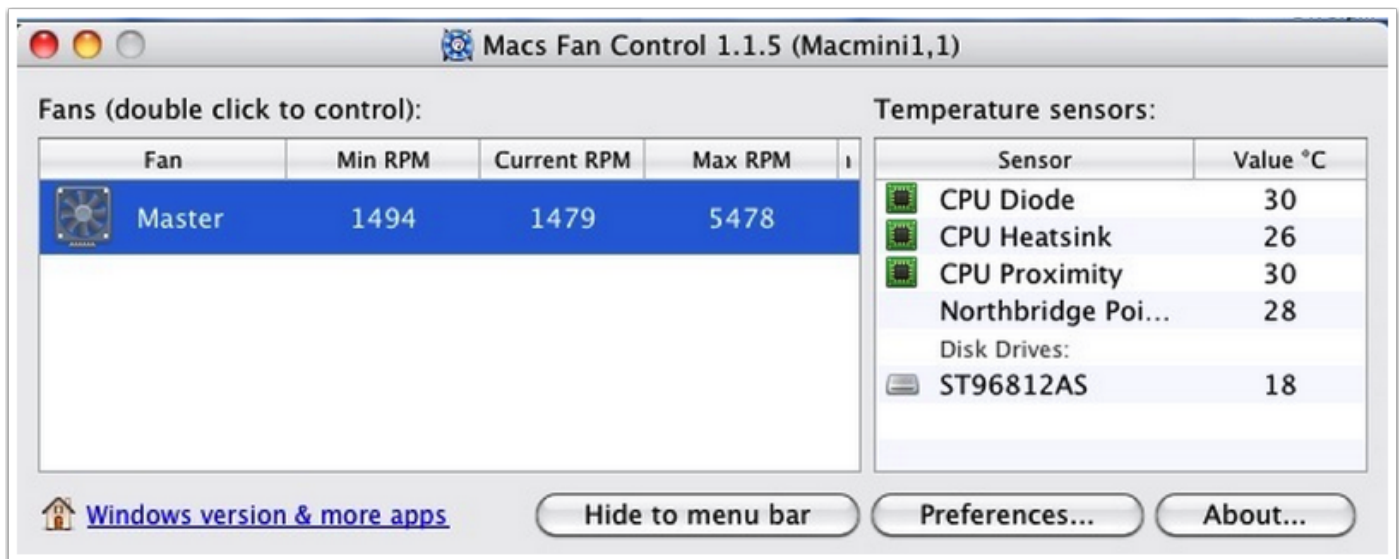 Macs Fan Control 1.1.5 (Macmini1,1)
Fans (double click to control):
Fan Min RPM Current RPM Max RPM
Master 1494 1479 5478
Temperature sensors:
Sensor Value °C
CPU Diode 30
CPU Heatsink 26
CPU Proximity 30
Northbridge Poi... 28
Disk Drives:
ST96812AS 18
Windows version & more apps
Hide to menu bar
Preferences...
About...